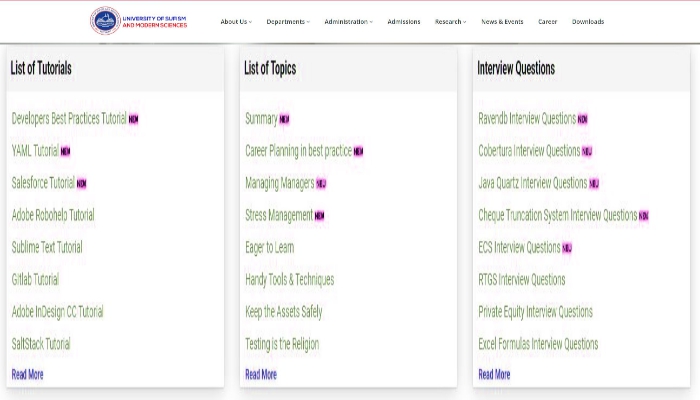 UNIVERSITY OF SUFISM
AND MODERN SCIENCES
About Us
Departments
Administration
Admissions
Research
News & Events
Career
Downloads
List of Tutorials
Developers Best Practices Tutorial NEW
YAML Tutorial NEW
Salesforce Tutorial NEW
Adobe Robohelp Tutorial
Sublime Text Tutorial
Gitlab Tutorial
Adobe InDesign CC Tutorial
SaltStack Tutorial
Read More
List of Topics
Summary NEW
Career Planning in best practice NEW
Managing Managers NEW
Stress Management NEW
Eager to Learn
Handy Tools & Techniques
Keep the Assets Safely
Testing is the Religion
Read More
Interview Questions
Ravendb Interview Questions NEW
Cobertura Interview Questions NEW
Java Quartz Interview Questions NEW
Cheque Truncation System Interview Questions NEW
ECS Interview Questions NEW
RTGS Interview Questions
Private Equity Interview Questions
Excel Formulas Interview Questions
Read More